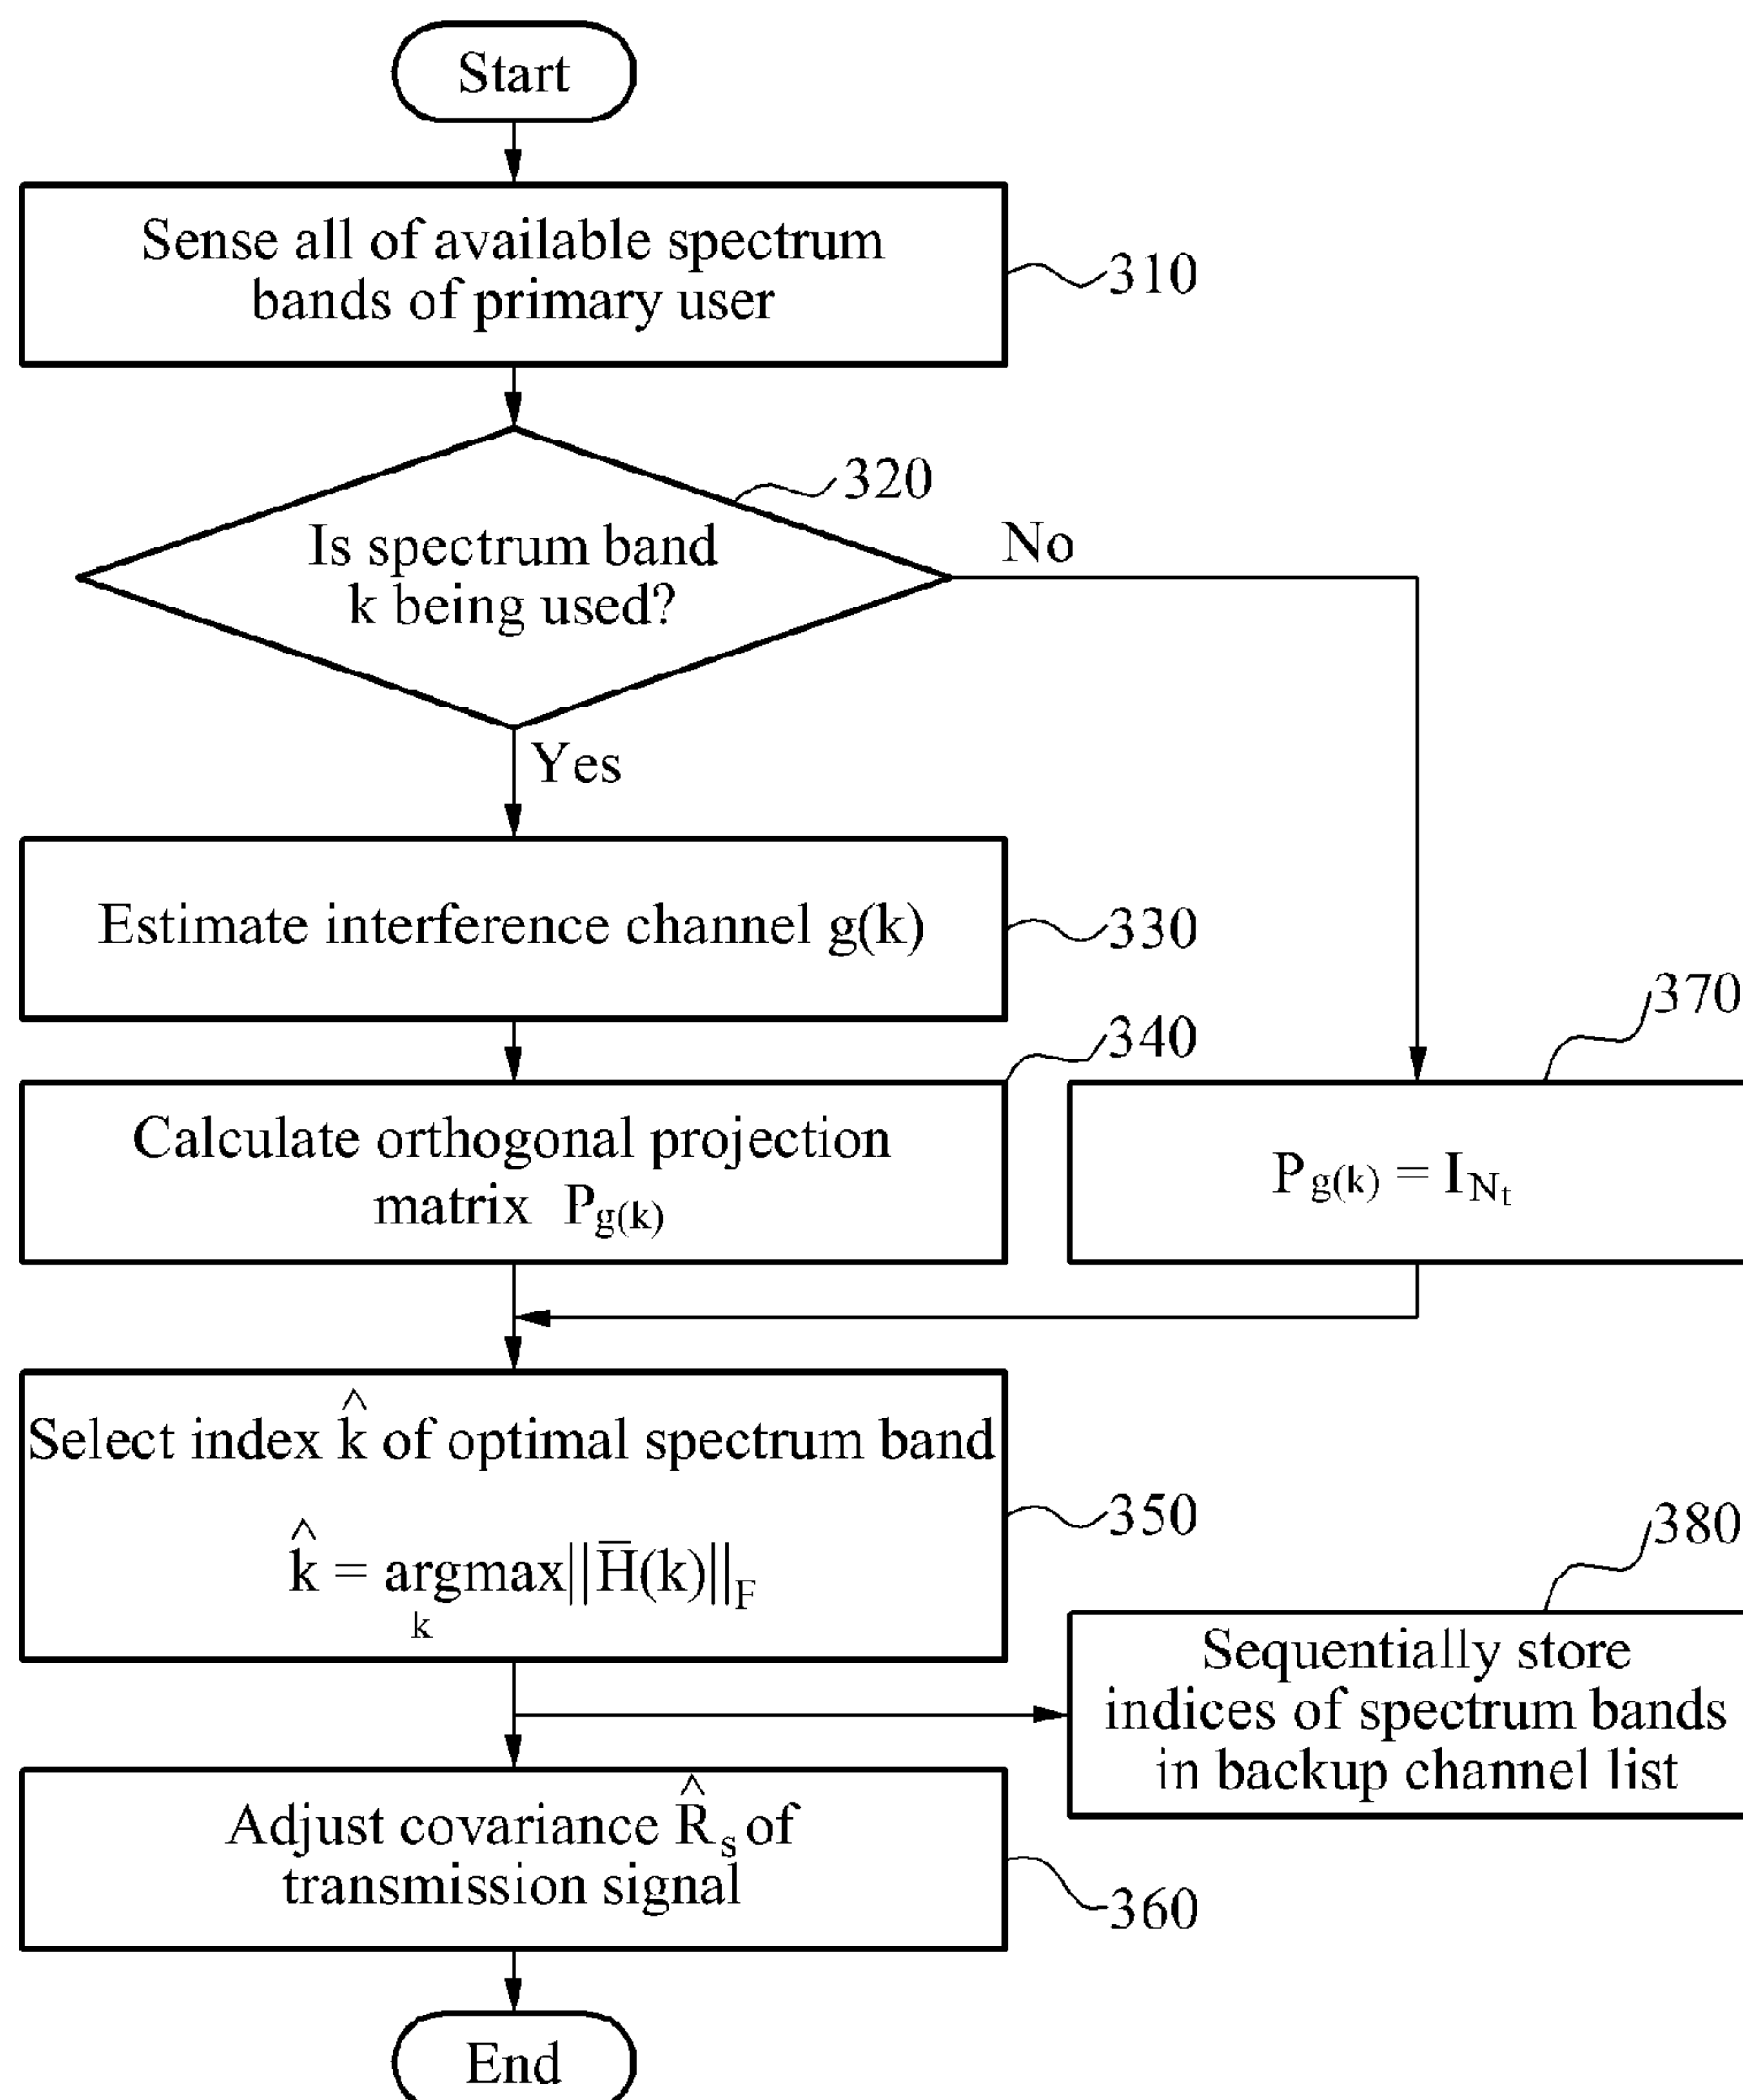 Start
Sense all of available spectrum
bands of primary user
310
320
Is spectrum band
k being used?
No
Yes
Estimate interference channel g(k)
330
340
370
Calculate orthogonal projection
matrix P_g(k)
P_g(k) = I_N_t
Select index k̂ of optimal spectrum band
k̂ = argmax||H̅(k)||_F
k
350
380
Sequentially store
indices of spectrum bands
in backup channel list
Adjust covariance R̂_s of
transmission signal
360
End